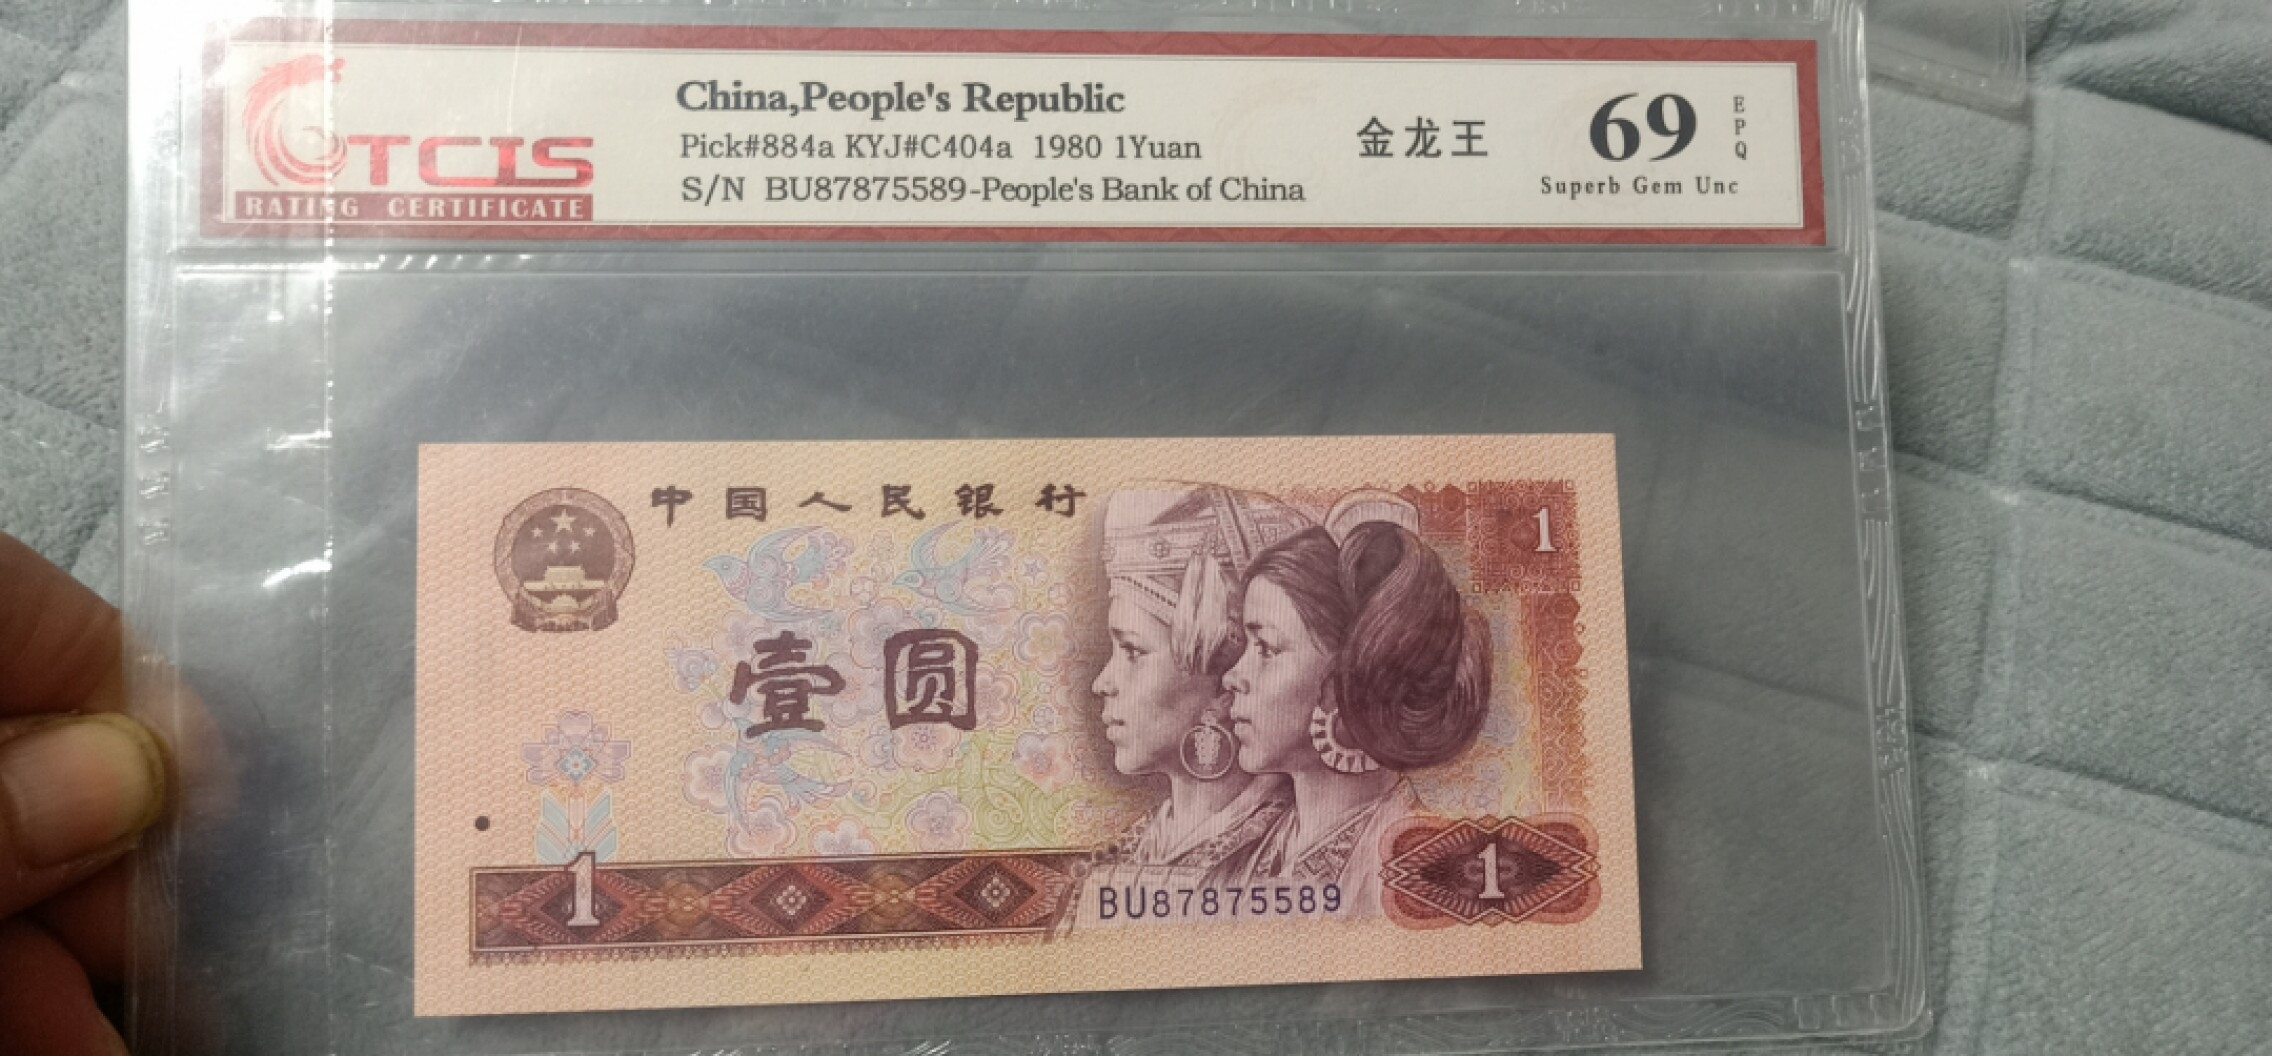 TCIS
RATING CERTIFICATE
China,People's Republic
Pick#884a KYJ#C404a 1980 1Yuan
S/N BU87875589-People's Bank of China
金龙王
69
EPQ
Superb Gem Unc
中国人民银行
1
壹圆
1
BU87875589
1